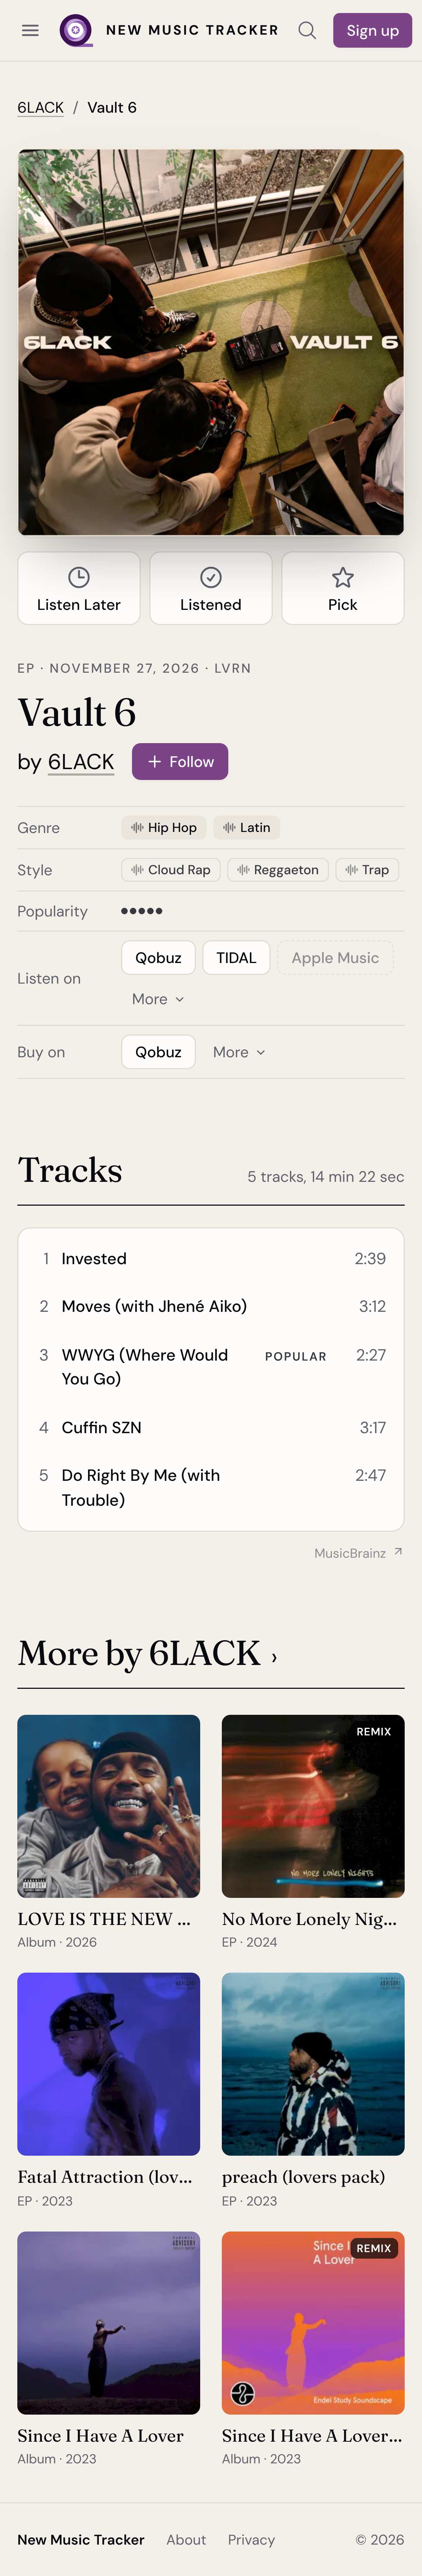 NEW MUSIC TRACKER
Sign up
6LACK / Vault 6
6LACK VAULT 6
Listen Later
Listened
Pick
EP · NOVEMBER 27, 2026 · LVRN
Vault 6
by 6LACK
+ Follow
Genre Hip Hop Latin
Style Cloud Rap Reggaeton Trap
Popularity
Listen on Qobuz TIDAL Apple Music
More
Buy on Qobuz More
Tracks
5 tracks, 14 min 22 sec
1 Invested 2:39
2 Moves (with Jhené Aiko) 3:12
3 WWYG (Where Would POPULAR 2:27
You Go)
4 Cuffin SZN 3:17
5 Do Right By Me (with 2:47
Trouble)
MusicBrainz
More by 6LACK ›
REMIX
NO MORE LONELY NIGHTS
LOVE IS THE NEW ...
Album · 2026
No More Lonely Nig...
EP · 2024
Fatal Attraction (lov...
EP · 2023
preach (lovers pack)
EP · 2023
Since I
A Lover
REMIX
Endel Study Soundscape
Since I Have A Lover
Album · 2023
Since I Have A Lover...
Album · 2023
New Music Tracker About Privacy © 2026